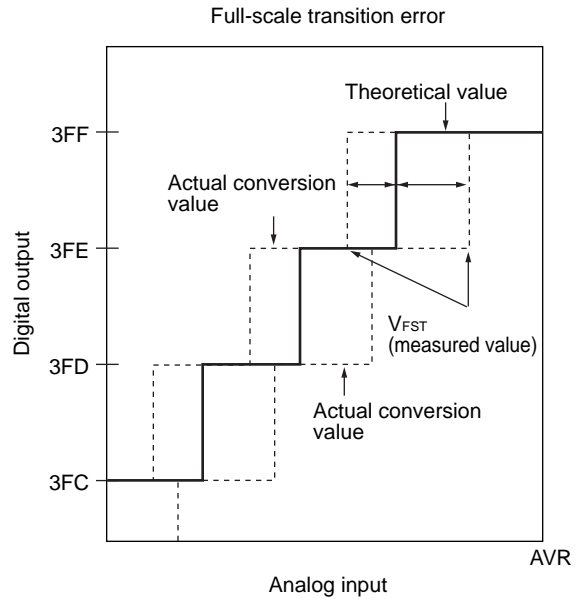 Full-scale transition error
Theoretical value
3FF
Actual conversion
value
3FE
Digital output
VFST
(measured value)
3FD
Actual conversion
value
3FC
AVR
Analog input